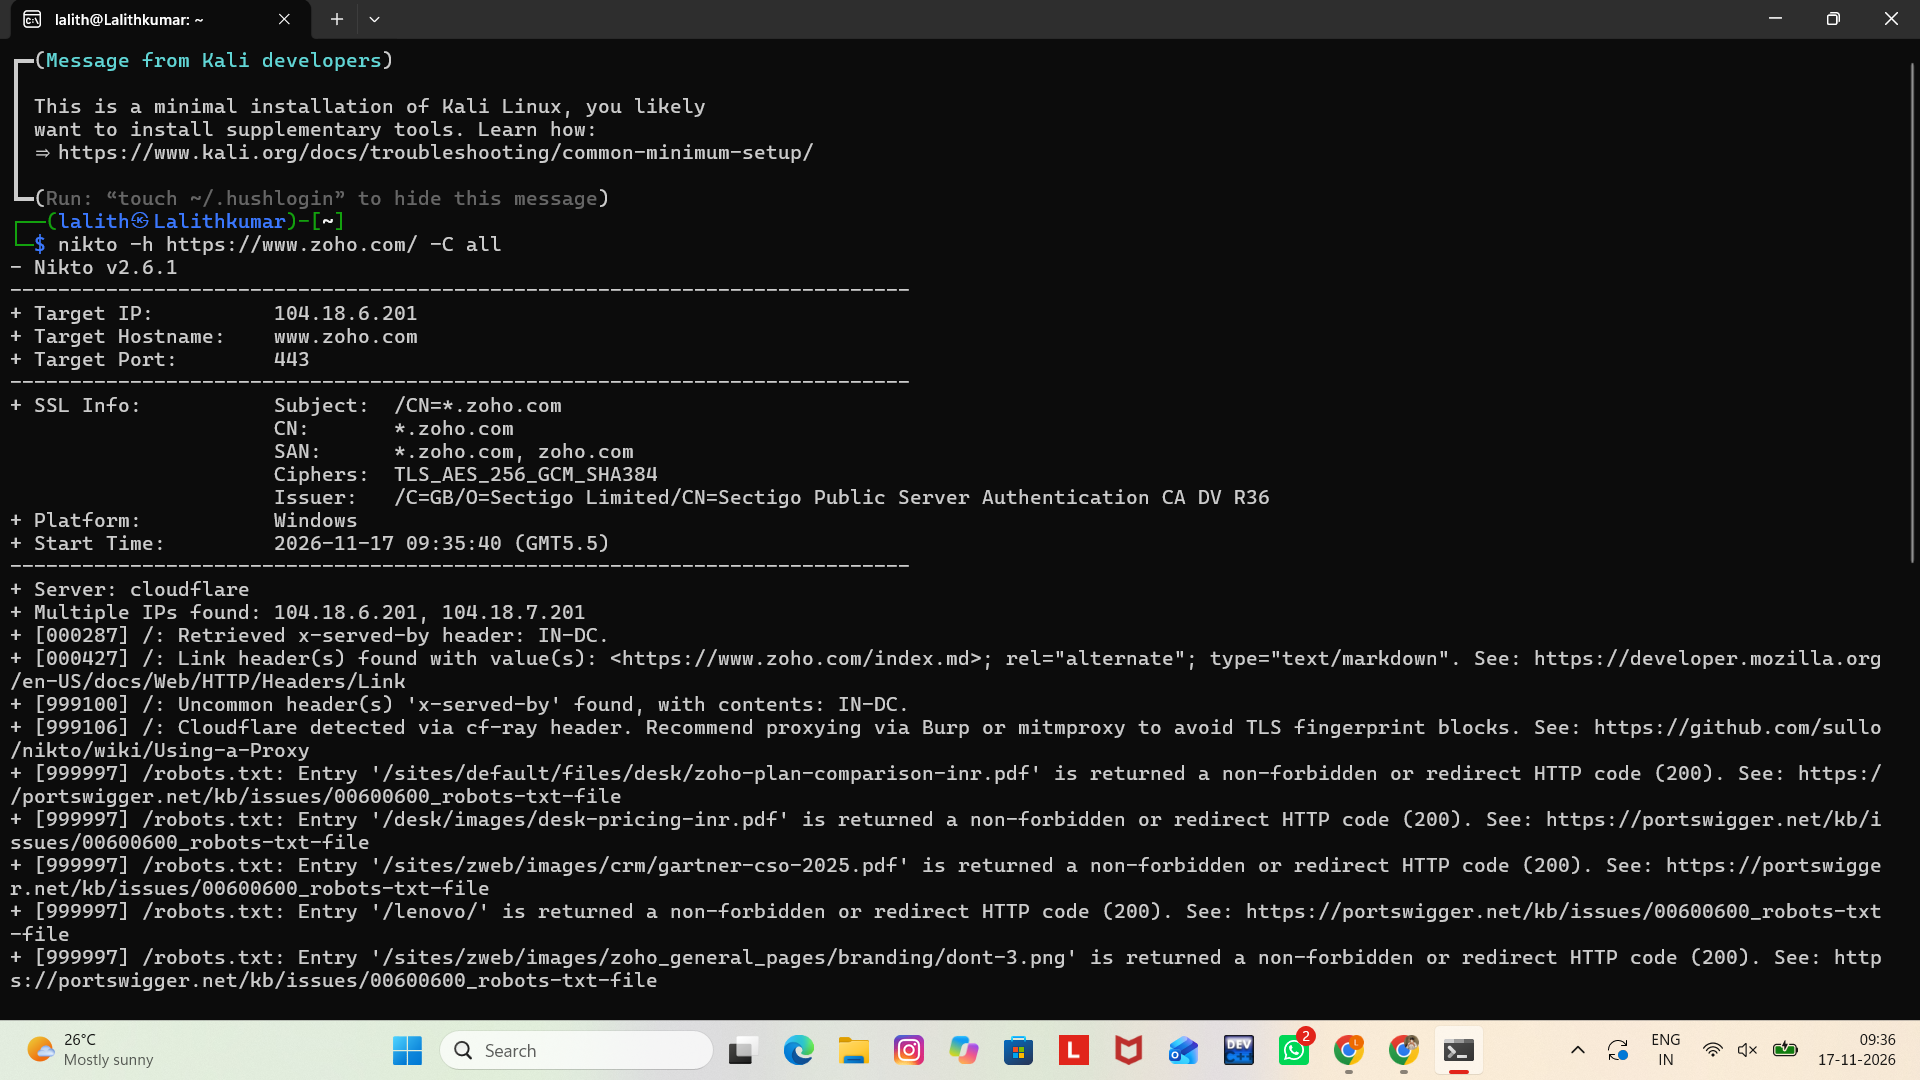 lalith@Lalithkumar: ~
(Message from Kali developers)
This is a minimal installation of Kali Linux, you likely
want to install supplementary tools. Learn how:
⇒ https://www.kali.org/docs/troubleshooting/common-minimum-setup/
(Run: “touch ~/.hushlogin” to hide this message)
(lalith㉿Lalithkumar)-[~]
$ nikto -h https://www.zoho.com/ -C all
- Nikto v2.6.1
---------------------------------------------------------------------------
+ Target IP:          104.18.6.201
+ Target Hostname:    www.zoho.com
+ Target Port:        443
---------------------------------------------------------------------------
+ SSL Info:           Subject:  /CN=*.zoho.com
CN:       *.zoho.com
SAN:      *.zoho.com, zoho.com
Ciphers:  TLS_AES_256_GCM_SHA384
Issuer:   /C=GB/O=Sectigo Limited/CN=Sectigo Public Server Authentication CA DV R36
+ Platform:           Windows
+ Start Time:         2026-11-17 09:35:40 (GMT5.5)
---------------------------------------------------------------------------
+ Server: cloudflare
+ Multiple IPs found: 104.18.6.201, 104.18.7.201
+ [000287] /: Retrieved x-served-by header: IN-DC.
+ [000427] /: Link header(s) found with value(s): <https://www.zoho.com/index.md>; rel="alternate"; type="text/markdown". See: https://developer.mozilla.org
/en-US/docs/Web/HTTP/Headers/Link
+ [999100] /: Uncommon header(s) 'x-served-by' found, with contents: IN-DC.
+ [999106] /: Cloudflare detected via cf-ray header. Recommend proxying via Burp or mitmproxy to avoid TLS fingerprint blocks. See: https://github.com/sullo
/nikto/wiki/Using-a-Proxy
+ [999997] /robots.txt: Entry '/sites/default/files/desk/zoho-plan-comparison-inr.pdf' is returned a non-forbidden or redirect HTTP code (200). See: https:/
/portswigger.net/kb/issues/00600600_robots-txt-file
+ [999997] /robots.txt: Entry '/desk/images/desk-pricing-inr.pdf' is returned a non-forbidden or redirect HTTP code (200). See: https://portswigger.net/kb/i
ssues/00600600_robots-txt-file
+ [999997] /robots.txt: Entry '/sites/zweb/images/crm/gartner-cso-2025.pdf' is returned a non-forbidden or redirect HTTP code (200). See: https://portswigge
r.net/kb/issues/00600600_robots-txt-file
+ [999997] /robots.txt: Entry '/lenovo/' is returned a non-forbidden or redirect HTTP code (200). See: https://portswigger.net/kb/issues/00600600_robots-txt
-file
+ [999997] /robots.txt: Entry '/sites/zweb/images/zoho_general_pages/branding/dont-3.png' is returned a non-forbidden or redirect HTTP code (200). See: http
s://portswigger.net/kb/issues/00600600_robots-txt-file
26°C
Mostly sunny
Search
L
DEV
C++
2
L
ENG
IN
09:36
17-11-2026